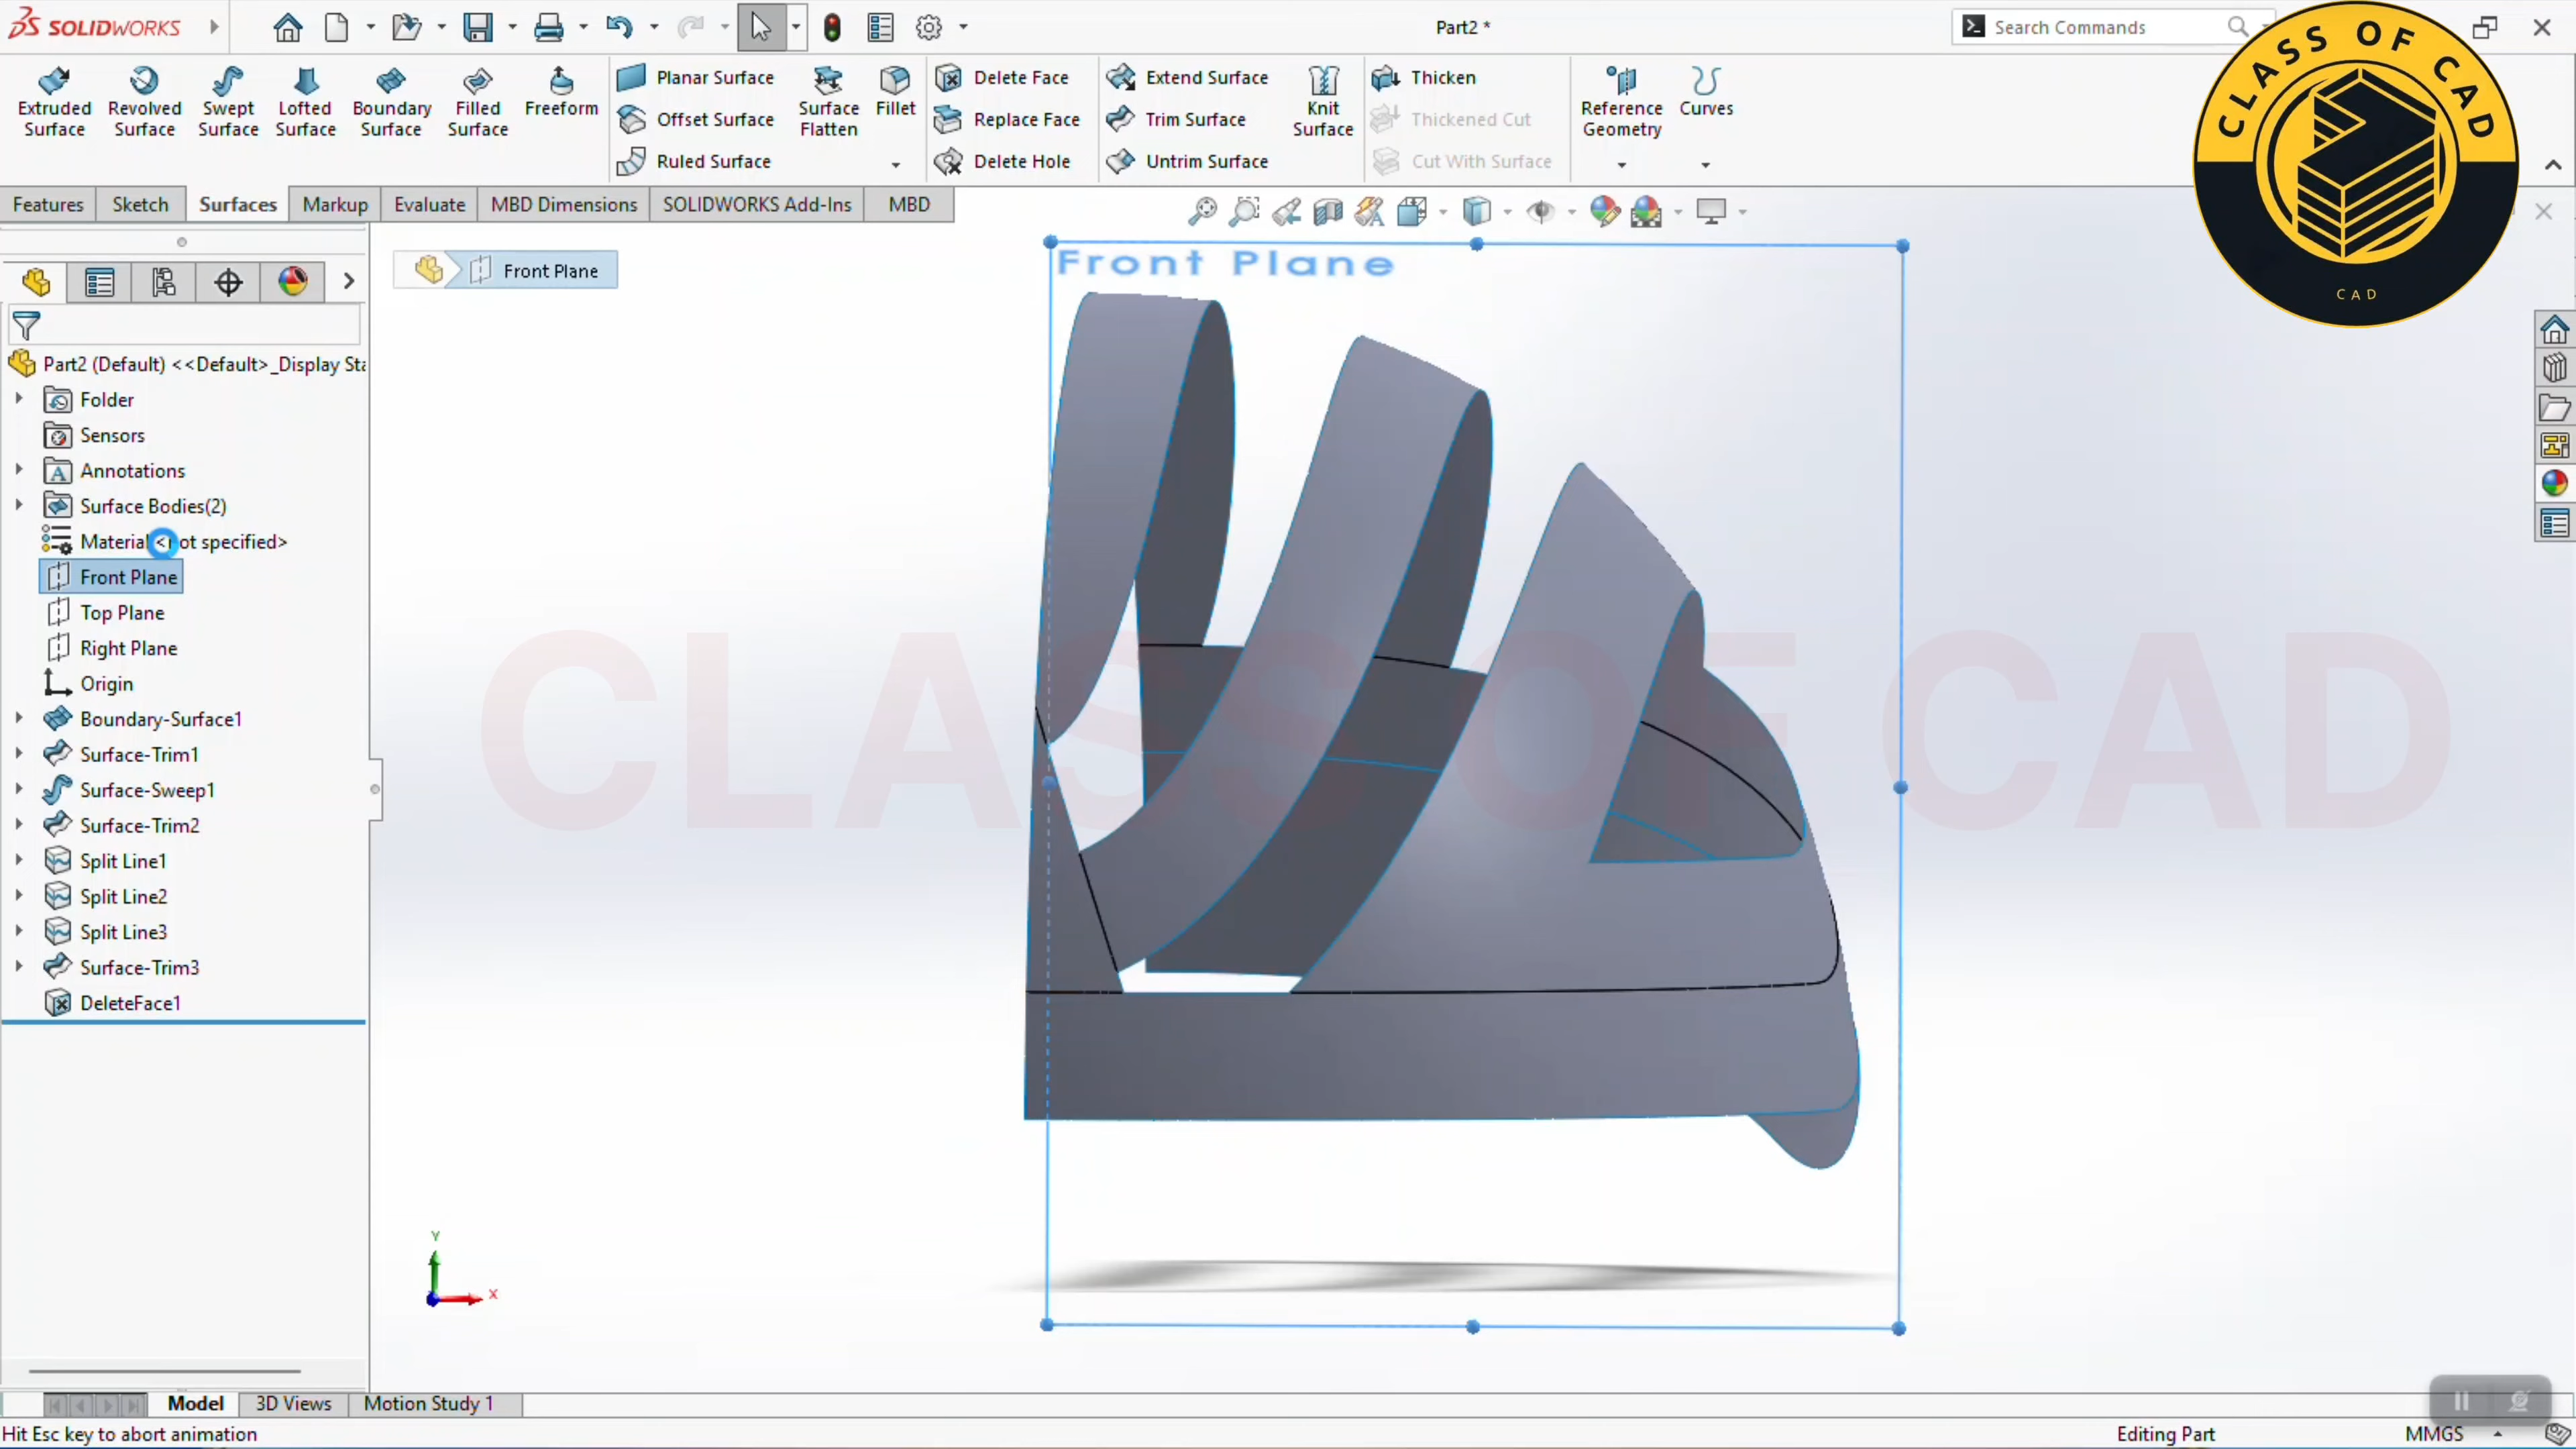 SOLIDWORKS
Part2 *
Search Commands
CLASS OF CAD
CAD
Extruded Surface
Revolved Surface
Swept Surface
Lofted Surface
Boundary Surface
Filled Surface
Freeform
Planar Surface
Offset Surface
Ruled Surface
Surface Flatten
Fillet
Delete Face
Replace Face
Delete Hole
Extend Surface
Trim Surface
Untrim Surface
Knit Surface
Thicken
Thickened Cut
Cut With Surface
Reference Geometry
Curves
Features
Sketch
Surfaces
Markup
Evaluate
MBD Dimensions
SOLIDWORKS Add-Ins
MBD
Front Plane
Front Plane
Part2 (Default) <<Default>_Display Sta
Folder
Sensors
Annotations
Surface Bodies(2)
Material <not specified>
Front Plane
Top Plane
Right Plane
Origin
Boundary-Surface1
Surface-Trim1
Surface-Sweep1
Surface-Trim2
Split Line1
Split Line2
Split Line3
Surface-Trim3
DeleteFace1
CLASS OF CAD
Y
X
Model
3D Views
Motion Study 1
Hit Esc key to abort animation
Editing Part
MMGS